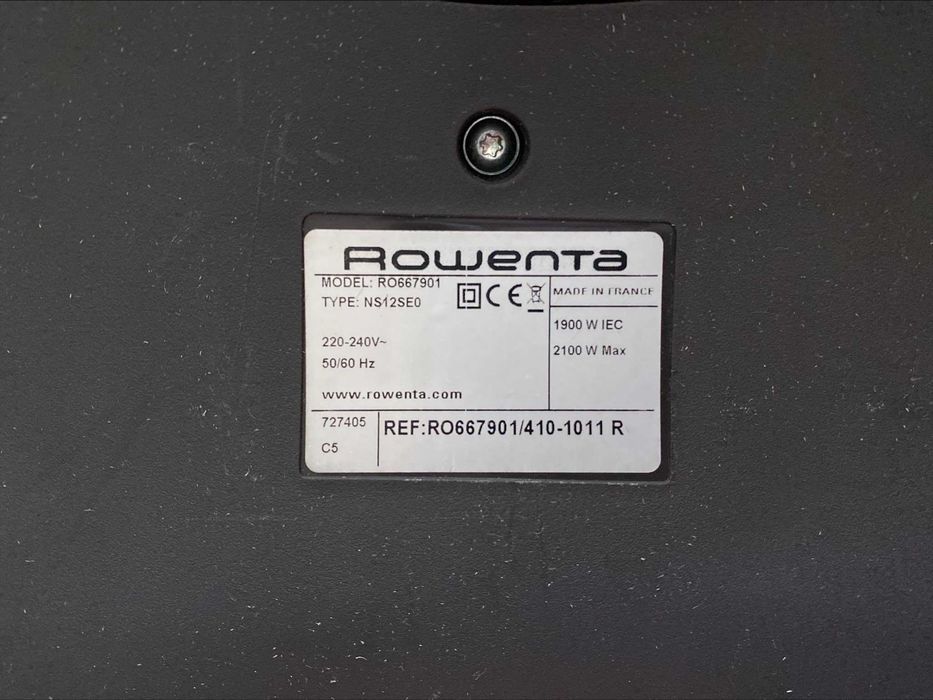 Rowenta
MODEL: RO667901
TYPE: NS12SE0
CE
MADE IN FRANCE
220-240V~
50/60 Hz
1900 W IEC
2100 W Max
www.rowenta.com
727405
C5
REF:RO667901/410-1011 R